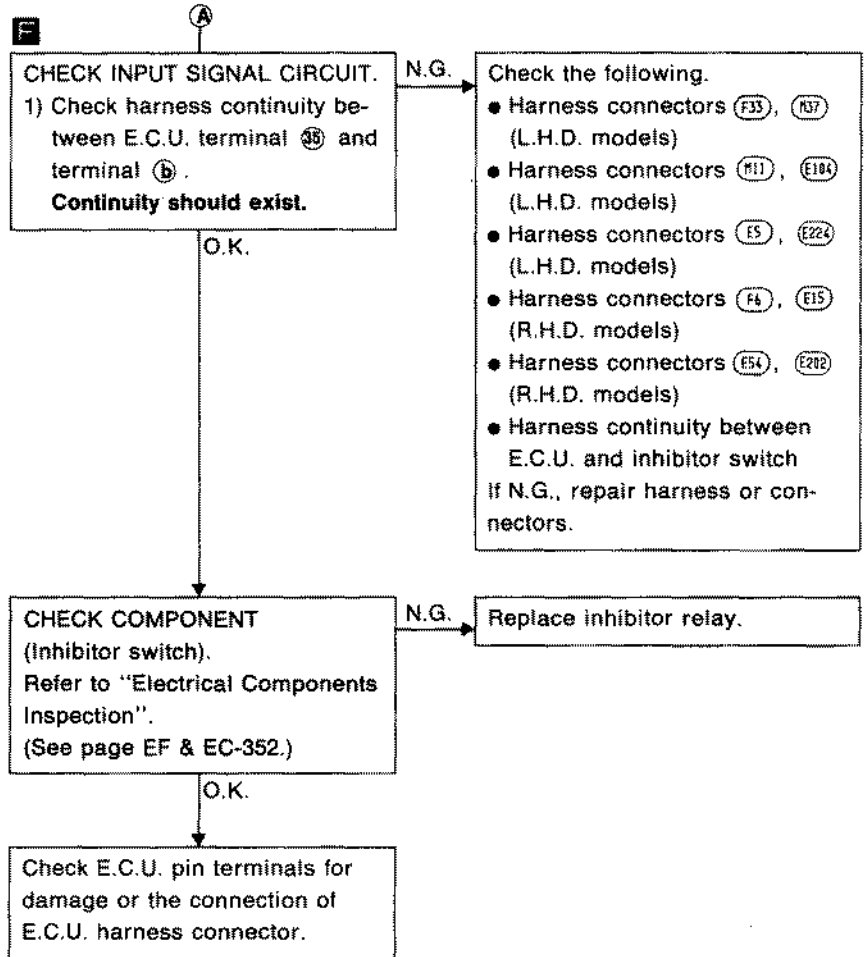 Ⓐ
F
CHECK INPUT SIGNAL CIRCUIT.
1) Check harness continuity be-
tween E.C.U. terminal ㉟ and
terminal ⓑ .
Continuity should exist.
N.G.
Check the following.
● Harness connectors (F33), (M37)
(L.H.D. models)
● Harness connectors (M11), (E104)
(L.H.D. models)
● Harness connectors (E5), (E224)
(L.H.D. models)
● Harness connectors (F4), (E15)
(R.H.D. models)
● Harness connectors (E54), (E202)
(R.H.D. models)
● Harness continuity between
E.C.U. and inhibitor switch
If N.G., repair harness or con-
nectors.
O.K.
CHECK COMPONENT
(Inhibitor switch).
Refer to "Electrical Components
Inspection".
(See page EF & EC-352.)
N.G.
Replace inhibitor relay.
O.K.
Check E.C.U. pin terminals for
damage or the connection of
E.C.U. harness connector.